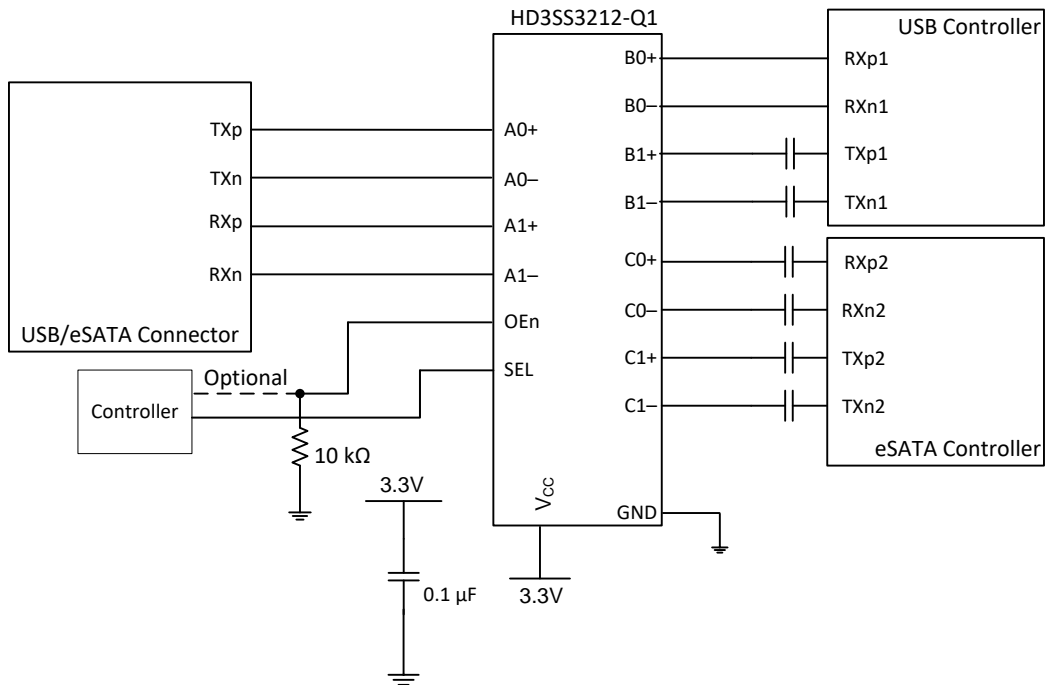 HD3SS3212-Q1
USB Controller
B0+
RXp1
B0–
RXn1
B1+
TXp1
B1–
TXn1
TXp
A0+
TXn
A0–
RXp
A1+
RXn
A1–
USB/eSATA Connector
OEn
SEL
C0+
RXp2
C0–
RXn2
C1+
TXp2
C1–
TXn2
eSATA Controller
Optional
Controller
10 kΩ
3.3V
0.1 µF
VCC
GND
3.3V